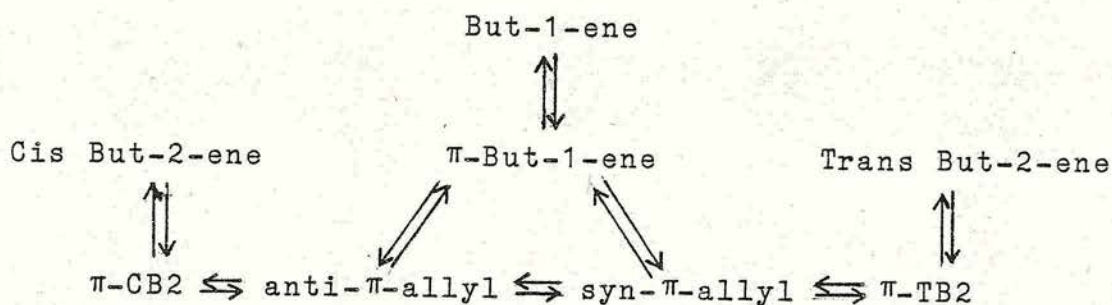 But-1-ene
Cis But-2-ene π-But-1-ene Trans But-2-ene
π-CB2 ⇆ anti-π-allyl ⇆ syn-π-allyl ⇆ π-TB2